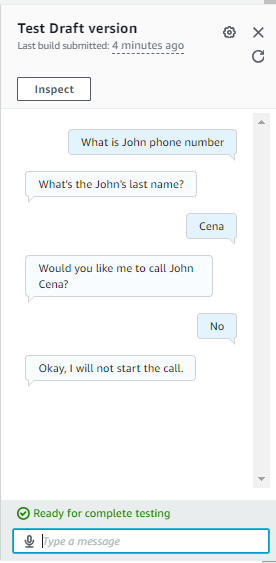 Test Draft version
Last build submitted: 4 minutes ago
Inspect
What is John phone number
What's the John's last name?
Cena
Would you like me to call John
Cena?
No
Okay, I will not start the call.
Ready for complete testing
Type a message